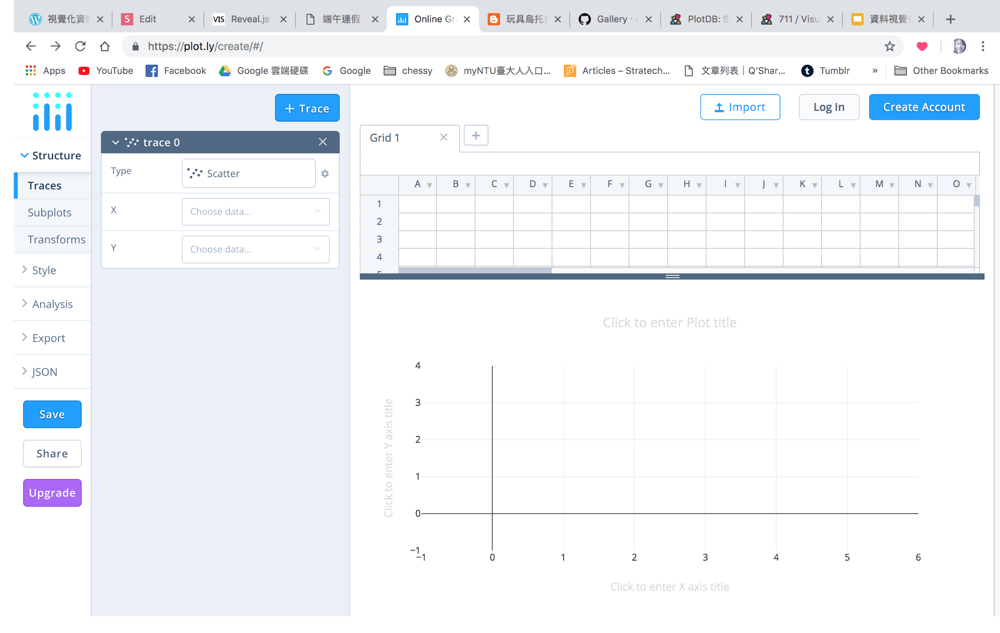 視覺化資料
Edit
VIS Reveal.js
端午連假
Online Gra
玩具烏托邦
Gallery ·
PlotDB: S
711 / Visu
資料視覺化
https://plot.ly/create/#/
Apps
YouTube
Facebook
Google 雲端硬碟
Google
chessy
myNTU臺大人入口...
Articles – Stratech...
文章列表｜Q’Shar...
Tumblr
»
Other Bookmarks
Structure
Traces
Subplots
Transforms
Style
Analysis
Export
JSON
Save
Share
Upgrade
+ Trace
trace 0
Type
Scatter
X
Choose data...
Y
Choose data...
Import
Log In
Create Account
Grid 1
+
A B C D E F G H I J K L M N O
1
2
3
4
5
Click to enter Plot title
4
3
2
1
0
−1
Click to enter Y axis title
−1 0 1 2 3 4 5 6
Click to enter X axis title